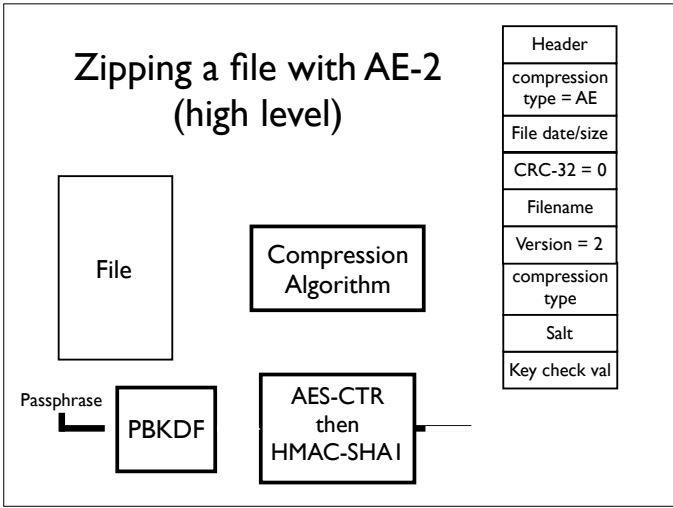 Zipping a file with AE-2
(high level)
File
Compression
Algorithm
Passphrase
PBKDF
AES-CTR
then
HMAC-SHA1
Header
compression
type = AE
File date/size
CRC-32 = 0
Filename
Version = 2
compression
type
Salt
Key check val